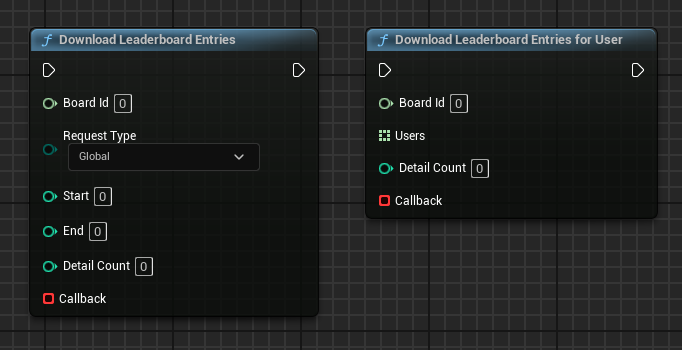 Download Leaderboard Entries
Board Id 0
Request Type
Global
Start 0
End 0
Detail Count 0
Callback
Download Leaderboard Entries for User
Board Id 0
Users
Detail Count 0
Callback